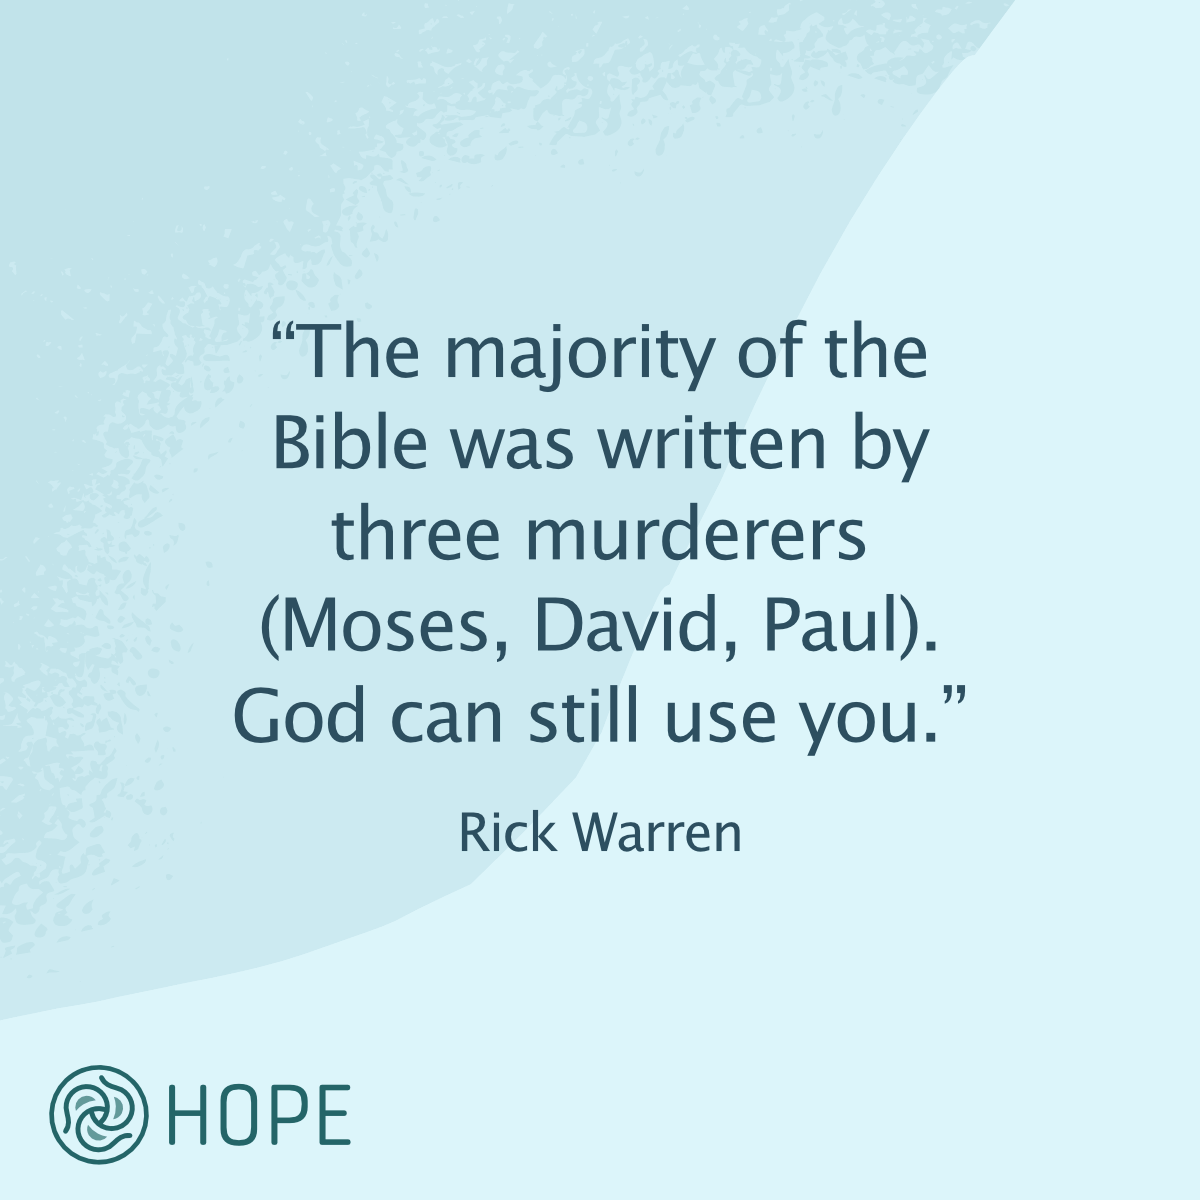 “The majority of the
Bible was written by
three murderers
(Moses, David, Paul).
God can still use you.”
Rick Warren
HOPE